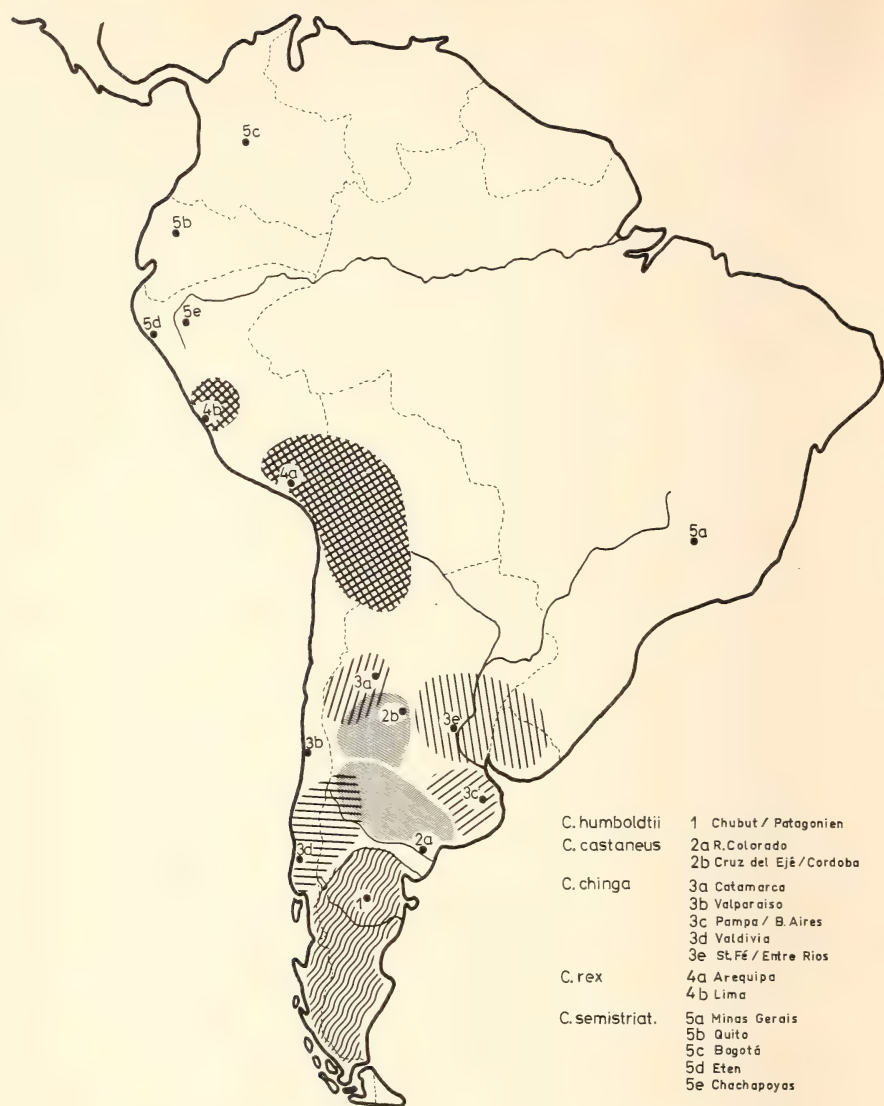 5c
5b
5e
5d
4b
4a
5a
3a
2b
3e
3b
3c
2a
3d
1
C. humboldtii 1 Chubut / Patagonien
C. castaneus 2a R. Colorado
2b Cruz del Ejé / Cordoba
C. chinga 3a Catamarca
3b Valparaiso
3c Pampa / B. Aires
3d Valdivia
3e St. Fé / Entre Rios
C. rex 4a Arequipa
4b Lima
C. semistriat. 5a Minas Gerais
5b Quito
5c Bogotá
5d Eten
5e Chachapoyas